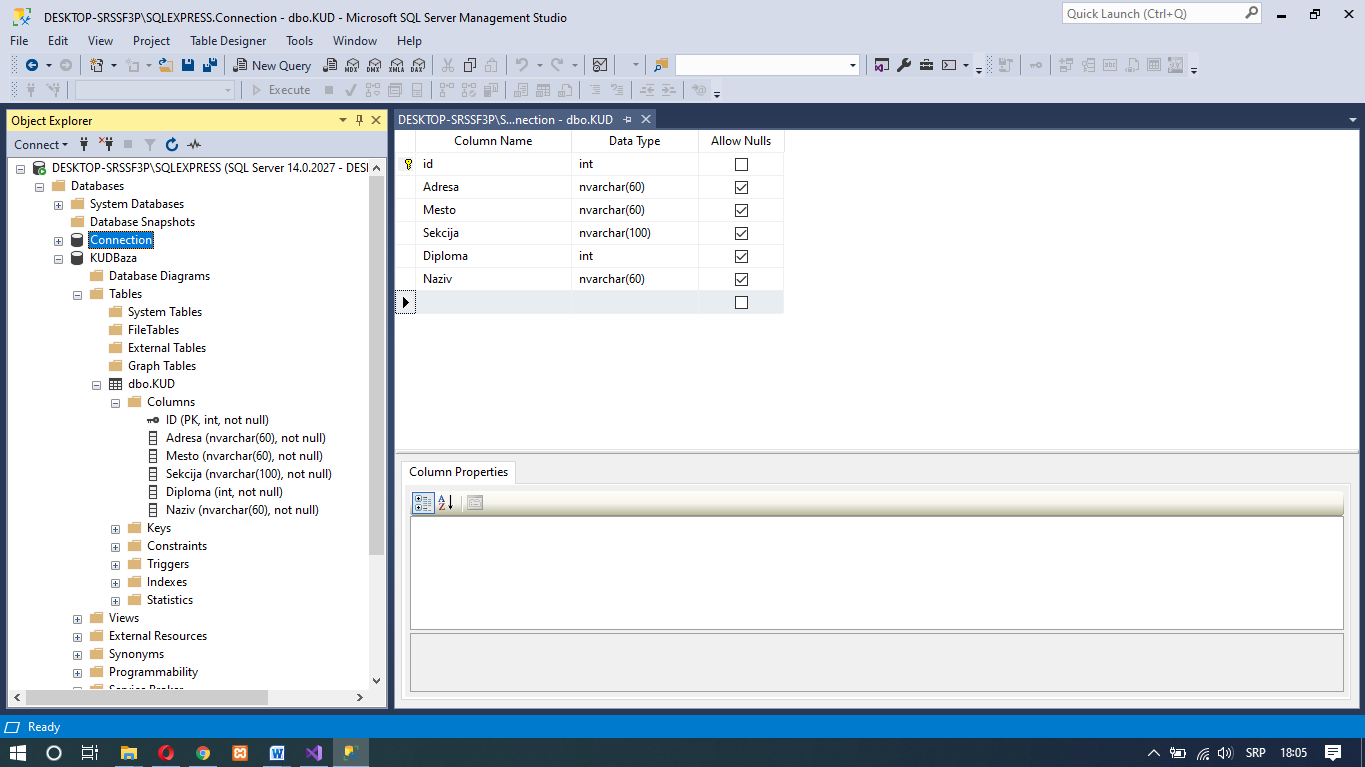 DESKTOP-SRSSF3P\SQLEXPRESS.Connection - dbo.KUD - Microsoft SQL Server Management Studio
Quick Launch (Ctrl+Q)
File Edit View Project Table Designer Tools Window Help
New Query MDX DMX XMLA DAX
Execute
Object Explorer
DESKTOP-SRSSF3P\S...nection - dbo.KUD
Connect
DESKTOP-SRSSF3P\SQLEXPRESS (SQL Server 14.0.2027 - DESI
Databases
System Databases
Database Snapshots
Connection
KUDBaza
Database Diagrams
Tables
System Tables
FileTables
External Tables
Graph Tables
dbo.KUD
Columns
ID (PK, int, not null)
Adresa (nvarchar(60), not null)
Mesto (nvarchar(60), not null)
Sekcija (nvarchar(100), not null)
Diploma (int, not null)
Naziv (nvarchar(60), not null)
Keys
Constraints
Triggers
Indexes
Statistics
Views
External Resources
Synonyms
Programmability
Service Broker
Column Name Data Type Allow Nulls
id int
Adresa nvarchar(60)
Mesto nvarchar(60)
Sekcija nvarchar(100)
Diploma int
Naziv nvarchar(60)
Column Properties
Ready
SRP 18:05